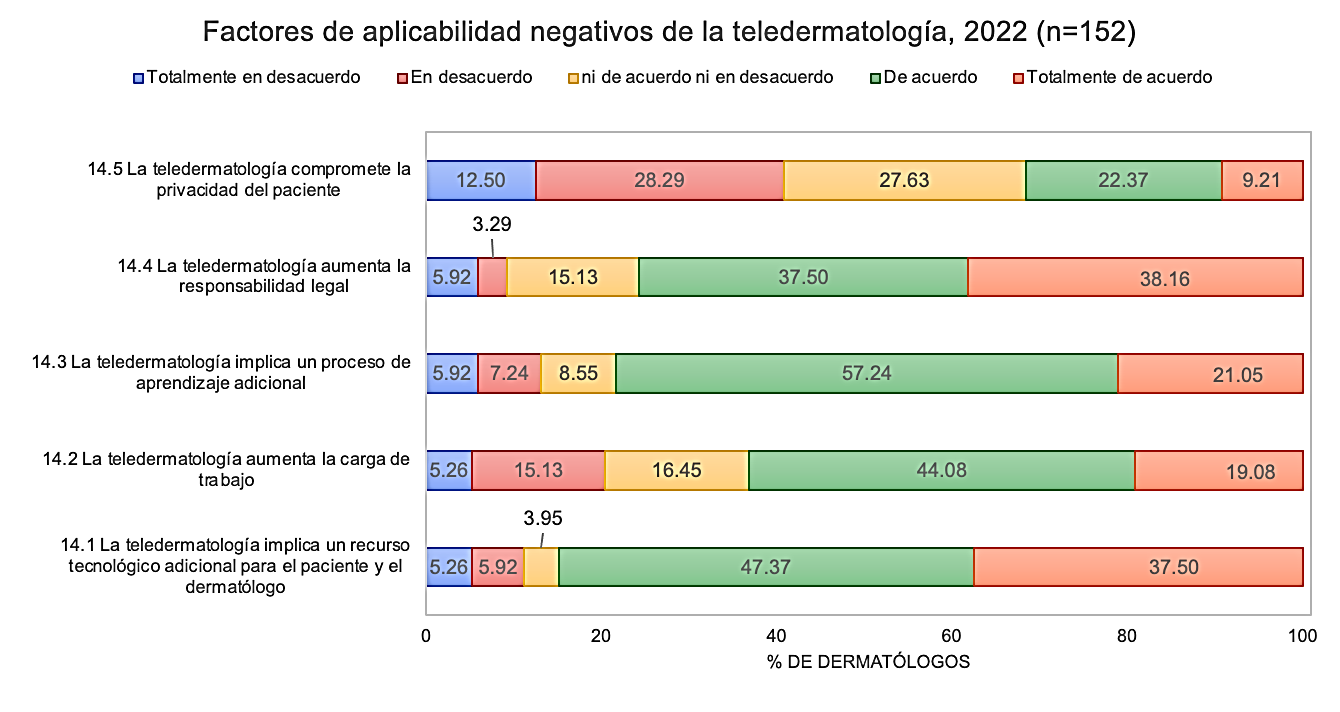 Factores de aplicabilidad negativos de la teledermatología, 2022 (n=152)
Totalmente en desacuerdo En desacuerdo ni de acuerdo ni en desacuerdo De acuerdo Totalmente de acuerdo
14.5 La teledermatología compromete la
privacidad del paciente
12.50 28.29 27.63 22.37 9.21
3.29
14.4 La teledermatología aumenta la
responsabilidad legal
5.92 15.13 37.50 38.16
14.3 La teledermatología implica un proceso de
aprendizaje adicional
5.92 7.24 8.55 57.24 21.05
14.2 La teledermatología aumenta la carga de
trabajo
5.26 15.13 16.45 44.08 19.08
3.95
14.1 La teledermatología implica un recurso
tecnológico adicional para el paciente y el
dermatólogo
5.26 5.92 47.37 37.50
0 20 40 60 80 100
% DE DERMATÓLOGOS